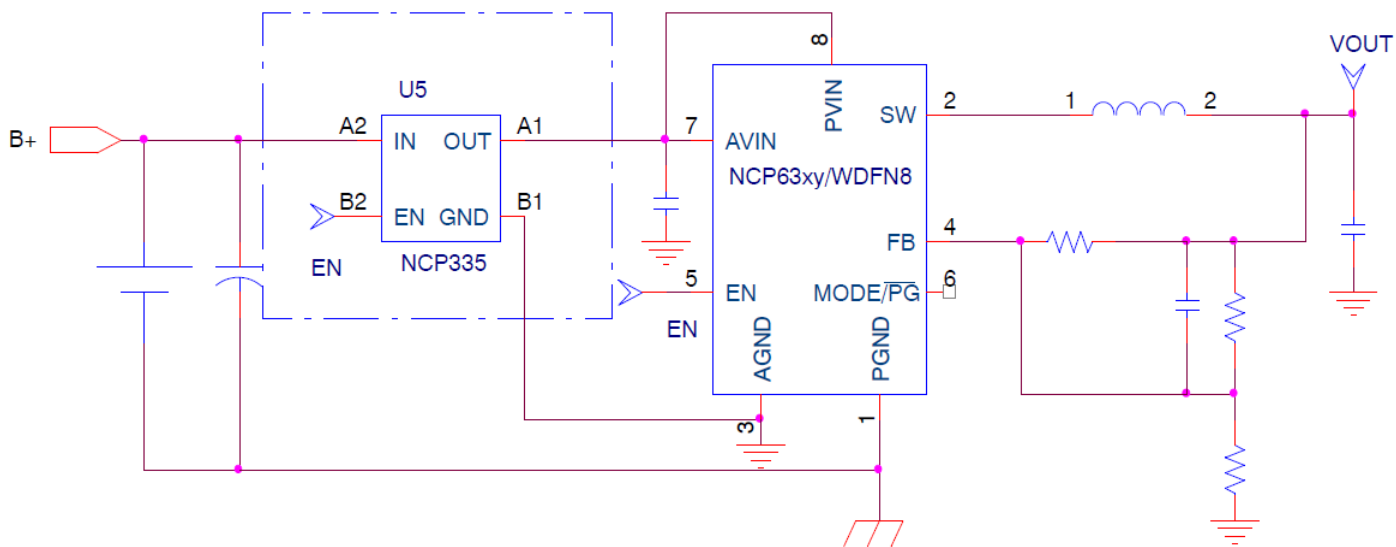 8
VOUT
U5
PVIN
SW
2
1
2
B+
A2
IN
OUT
A1
7
AVIN
NCP63xy/WDFN8
B2
EN
GND
B1
4
FB
EN
NCP335
5
EN
MODE/PG
6
EN
AGND
PGND
3
1